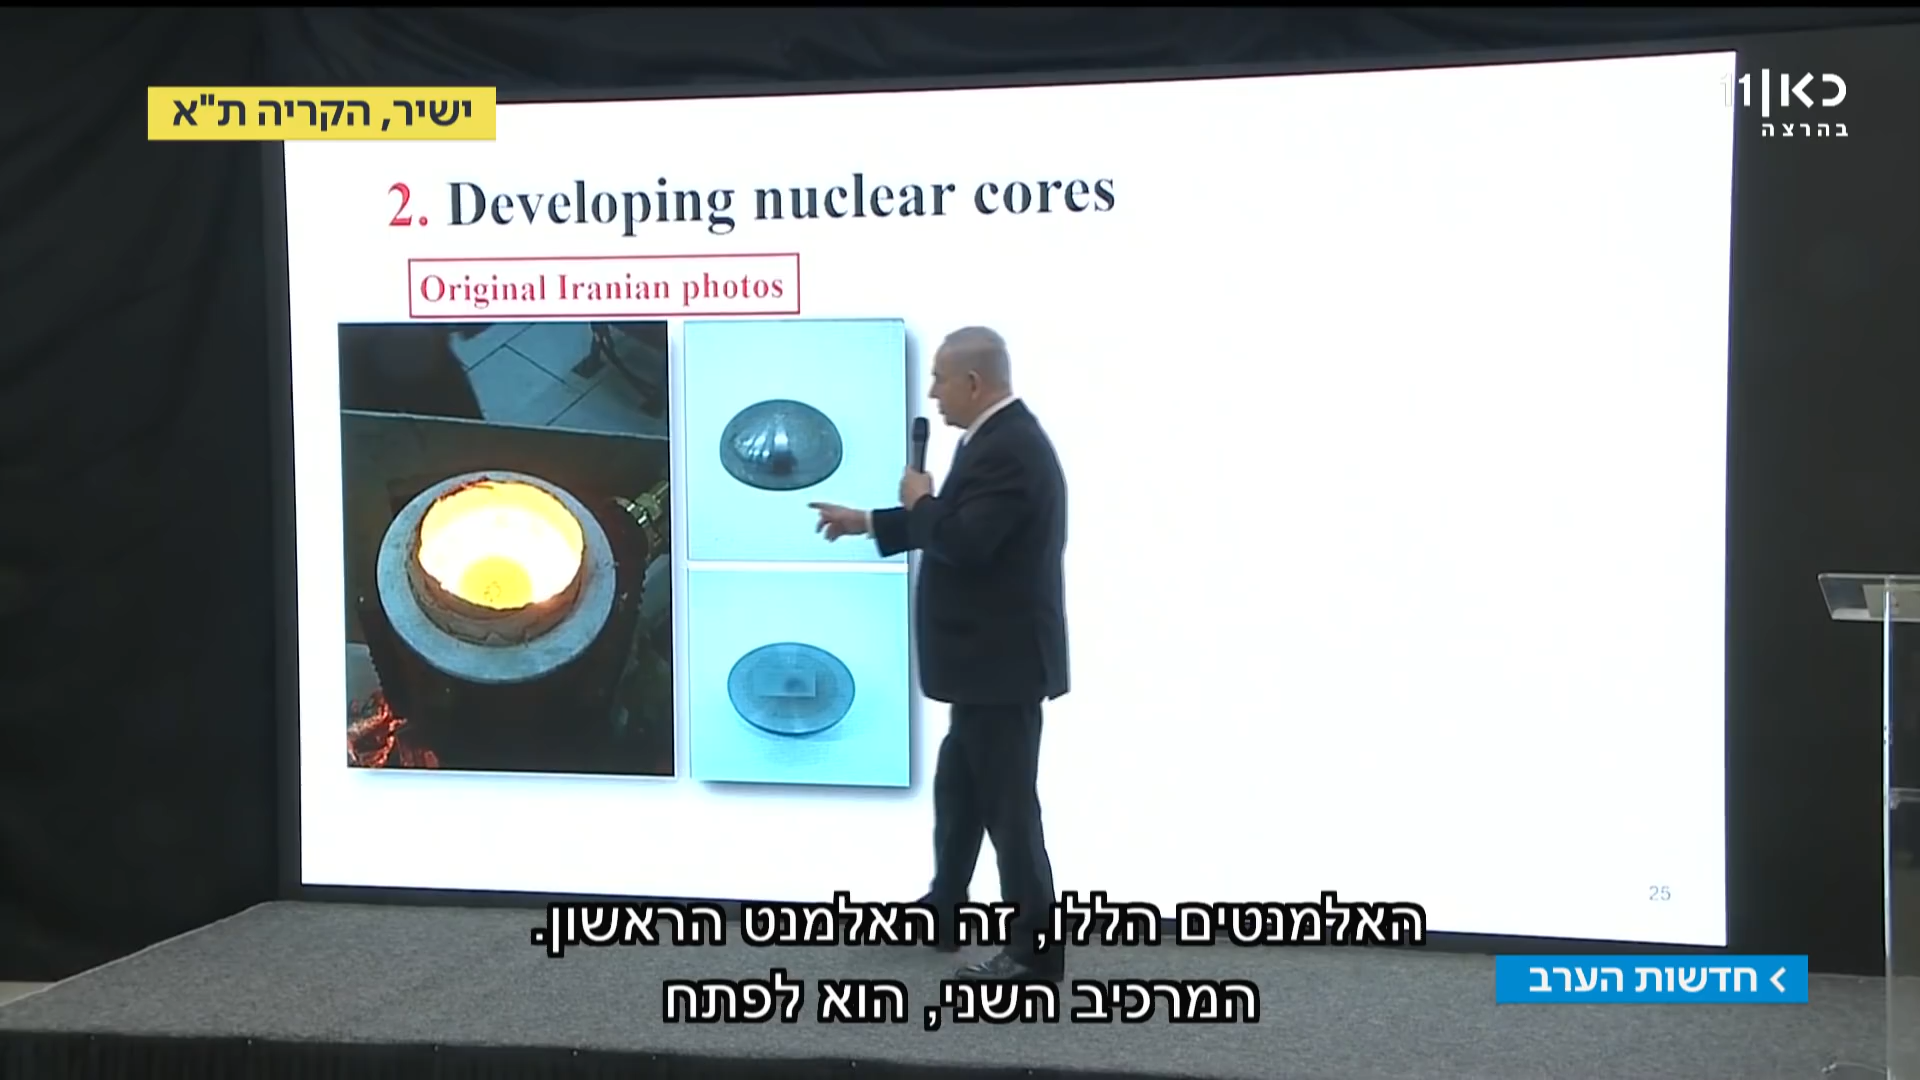 ישיר, הקריה ת"א
כאן|11
בהרצה
2. Developing nuclear cores
Original Iranian photos
25
האלמנטים הללו, זה האלמנט הראשון.
המרכיב השני, הוא לפתח
חדשות הערב